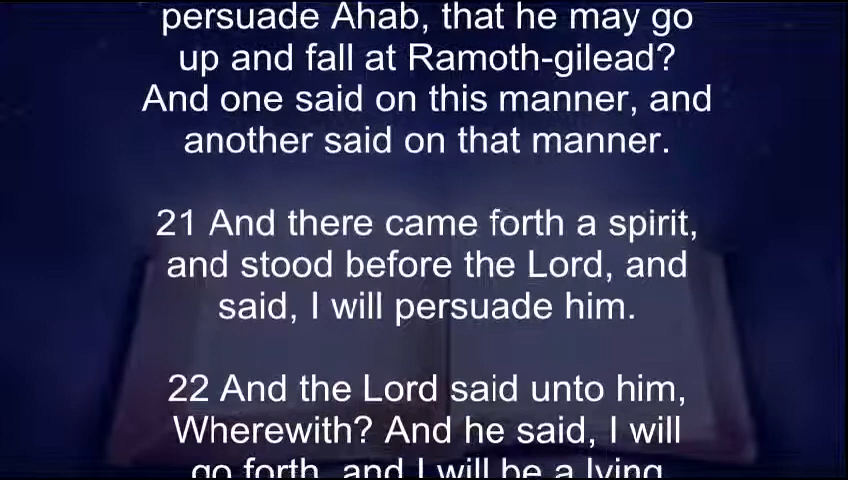 persuade Ahab, that he may go
up and fall at Ramoth-gilead?
And one said on this manner, and
another said on that manner.
21 And there came forth a spirit,
and stood before the Lord, and
said, I will persuade him.
22 And the Lord said unto him,
Wherewith? And he said, I will
go forth, and I will be a lying